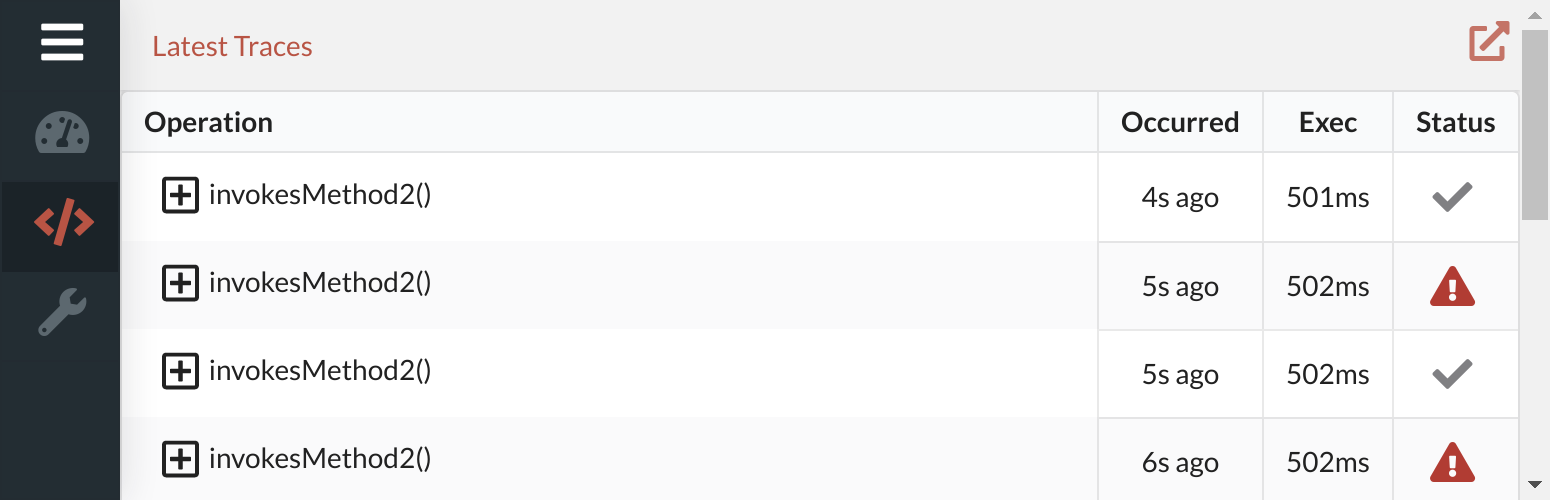 Latest Traces
Operation Occurred Exec Status
invokesMethod2() 4s ago 501ms
invokesMethod2() 5s ago 502ms
invokesMethod2() 5s ago 502ms
invokesMethod2() 6s ago 502ms